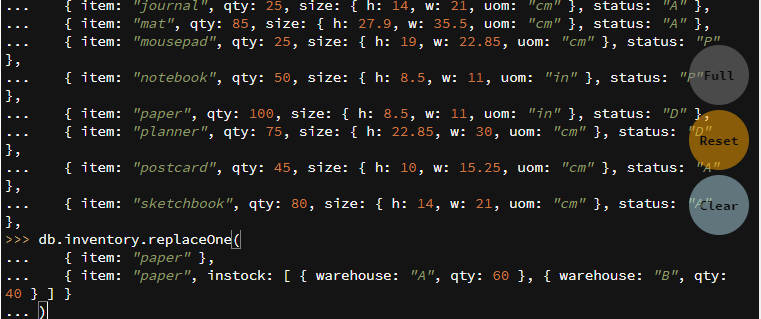 ...     { item: "journal", qty: 25, size: { h: 14, w: 21, uom: "cm" }, status: "A" },
...     { item: "mat", qty: 85, size: { h: 27.9, w: 35.5, uom: "cm" }, status: "A" },
...     { item: "mousepad", qty: 25, size: { h: 19, w: 22.85, uom: "cm" }, status: "P"
},
...     { item: "notebook", qty: 50, size: { h: 8.5, w: 11, uom: "in" }, status: "P"
Full
},
...     { item: "paper", qty: 100, size: { h: 8.5, w: 11, uom: "in" }, status: "D" },
...     { item: "planner", qty: 75, size: { h: 22.85, w: 30, uom: "cm" }, status: "D"
Reset
},
...     { item: "postcard", qty: 45, size: { h: 10, w: 15.25, uom: "cm" }, status: "A"
},
...     { item: "sketchbook", qty: 80, size: { h: 14, w: 21, uom: "cm" }, status: "A"
Clear
},
>>> db.inventory.replaceOne(
...     { item: "paper" },
...     { item: "paper", instock: [ { warehouse: "A", qty: 60 }, { warehouse: "B", qty:
40 } ] }
... )